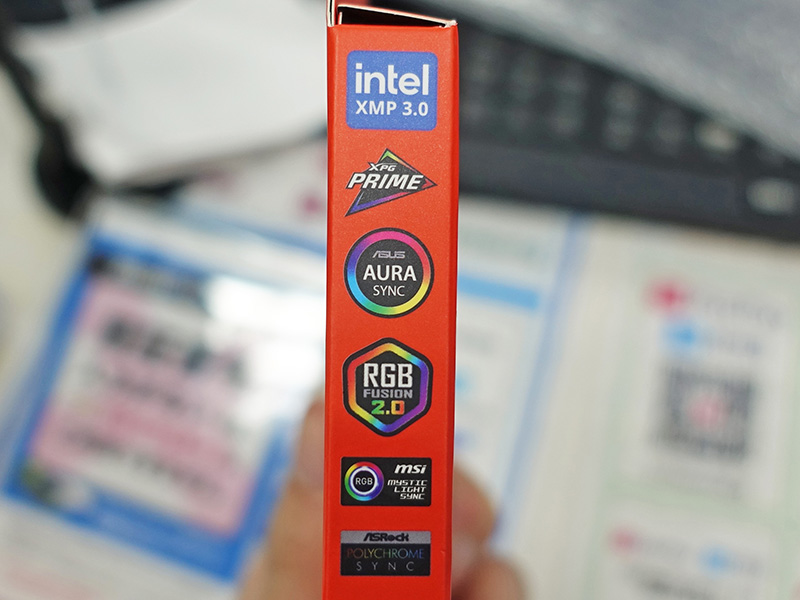 intel
XMP 3.0
XPG
PRIME
ASUS
AURA
SYNC
RGB
FUSION
2.0
RGB
msi
MYSTIC
LIGHT
SYNC
ASRock
POLYCHROME
SYNC